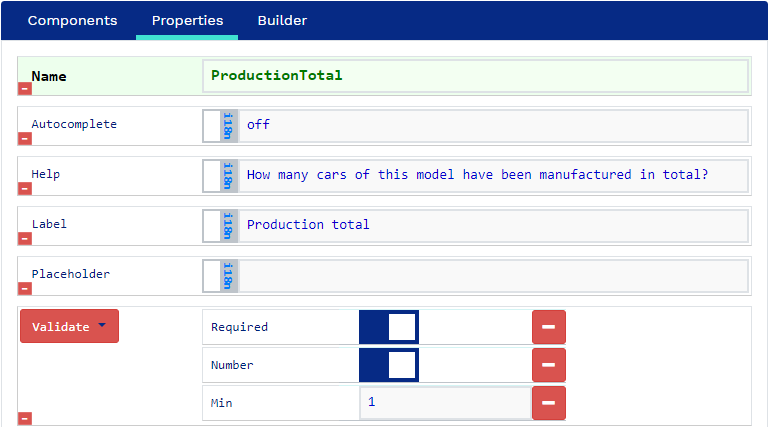 Components Properties Builder
Name ProductionTotal
Autocomplete i18n off
Help i18n How many cars of this model have been manufactured in total?
Label i18n Production total
Placeholder i18n
Validate Required
Number
Min 1